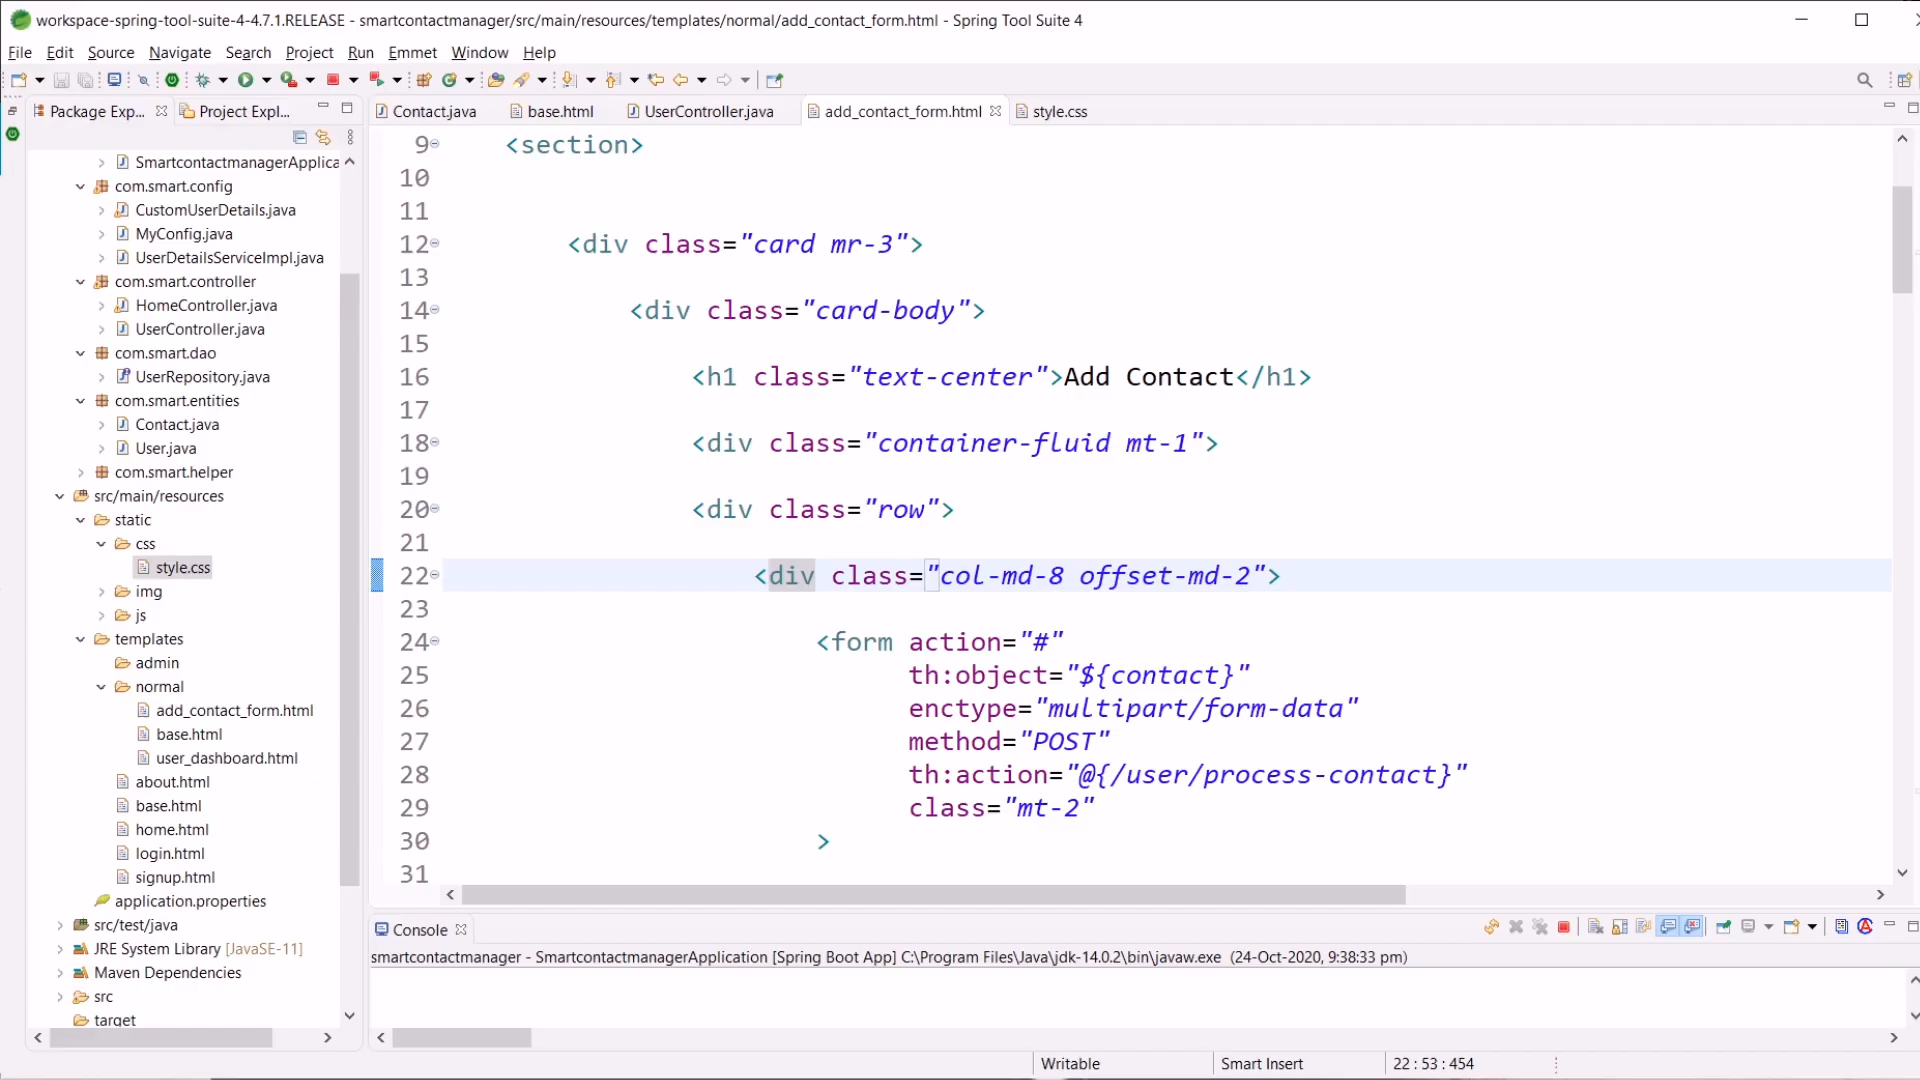 workspace-spring-tool-suite-4-4.7.1.RELEASE - smartcontactmanager/src/main/resources/templates/normal/add_contact_form.html - Spring Tool Suite 4
File Edit Source Navigate Search Project Run Emmet Window Help
Package Exp... Project Expl...
Contact.java base.html UserController.java add_contact_form.html style.css
SmartcontactmanagerApplica
com.smart.config
CustomUserDetails.java
MyConfig.java
UserDetailsServiceImpl.java
com.smart.controller
HomeController.java
UserController.java
com.smart.dao
UserRepository.java
com.smart.entities
Contact.java
User.java
com.smart.helper
src/main/resources
static
css
style.css
img
js
templates
admin
normal
add_contact_form.html
base.html
user_dashboard.html
about.html
base.html
home.html
login.html
signup.html
application.properties
src/test/java
JRE System Library [JavaSE-11]
Maven Dependencies
src
target
9 <section>
10
11
12 <div class="card mr-3">
13
14 <div class="card-body">
15
16 <h1 class="text-center">Add Contact</h1>
17
18 <div class="container-fluid mt-1">
19
20 <div class="row">
21
22 <div class="col-md-8 offset-md-2">
23
24 <form action="#"
25 th:object="${contact}"
26 enctype="multipart/form-data"
27 method="POST"
28 th:action="@{/user/process-contact}"
29 class="mt-2"
30 >
31
Console
smartcontactmanager - SmartcontactmanagerApplication [Spring Boot App] C:\Program Files\Java\jdk-14.0.2\bin\javaw.exe (24-Oct-2020, 9:38:33 pm)
Writable Smart Insert 22 : 53 : 454